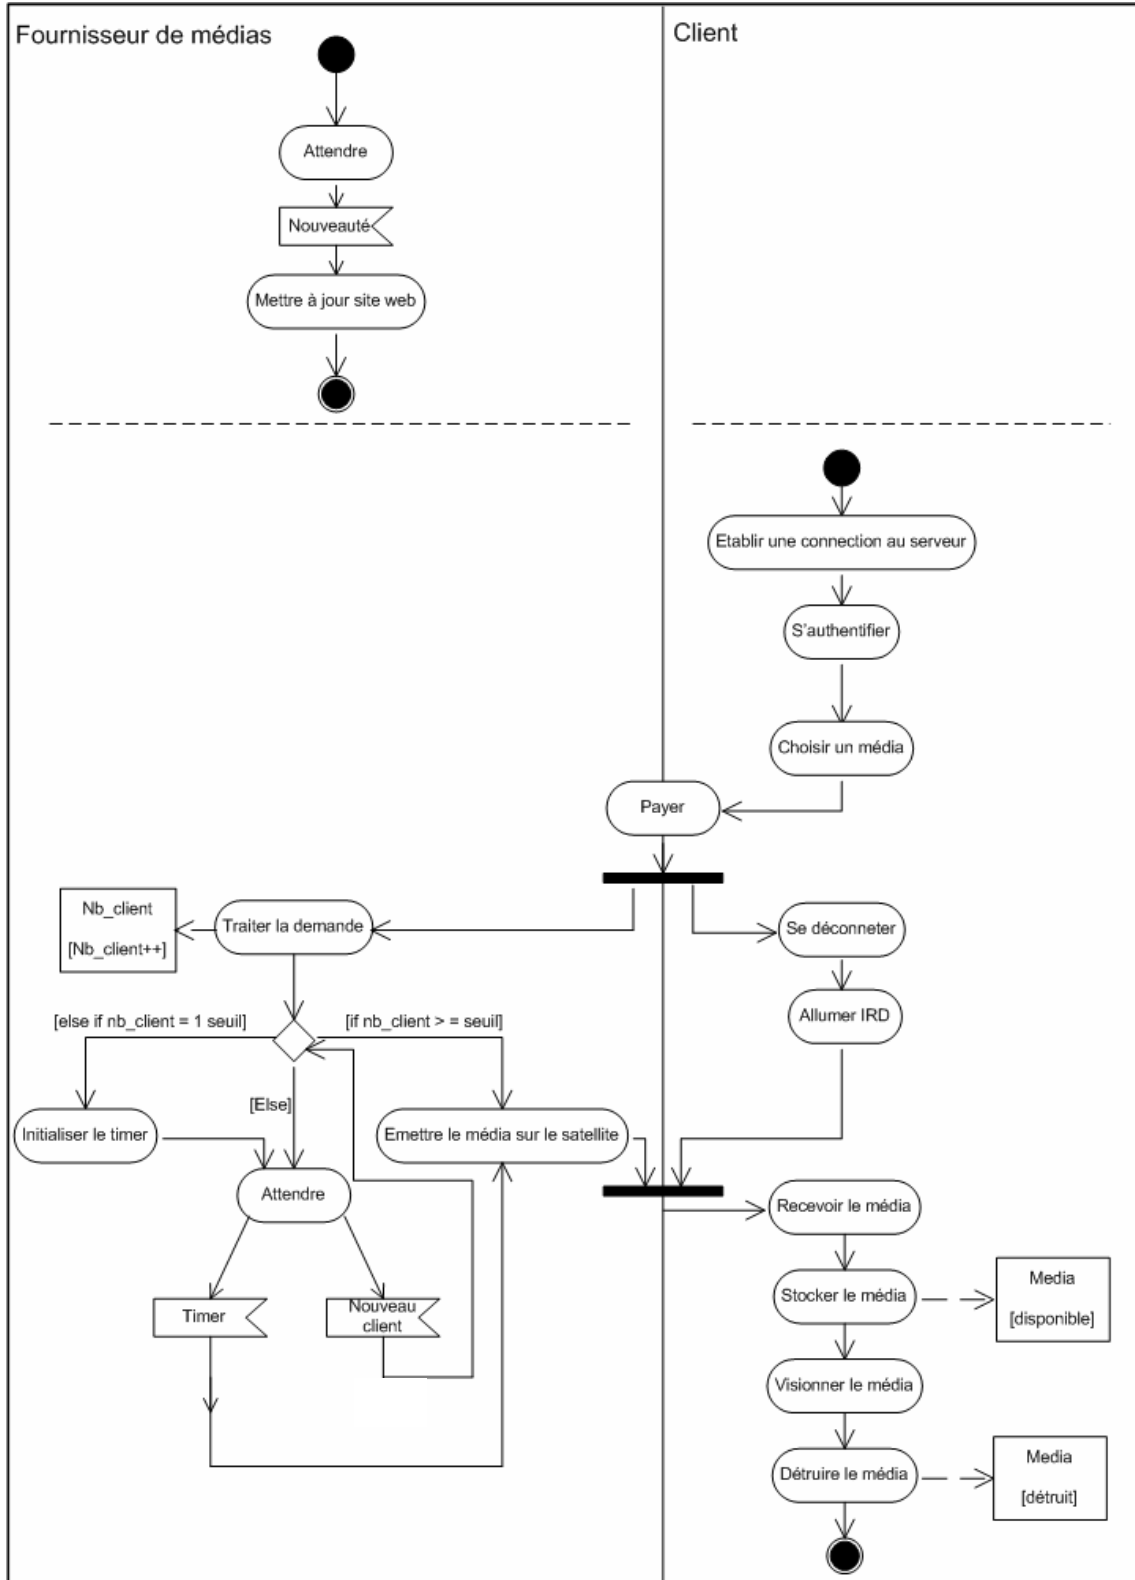 Fournisseur de médias
Client
Attendre
Nouveauté
Mettre à jour site web
Etablir une connection au serveur
S'authentifier
Choisir un média
Payer
Nb_client
[Nb_client++]
Traiter la demande
Se déconneter
Allumer IRD
[else if nb_client = 1 seuil]
[if nb_client > = seuil]
[Else]
Initialiser le timer
Emettre le média sur le satellite
Attendre
Recevoir le média
Timer
Nouveau
client
Stocker le média
Media
[disponible]
Visionner le média
Détruire le média
Media
[détruit]